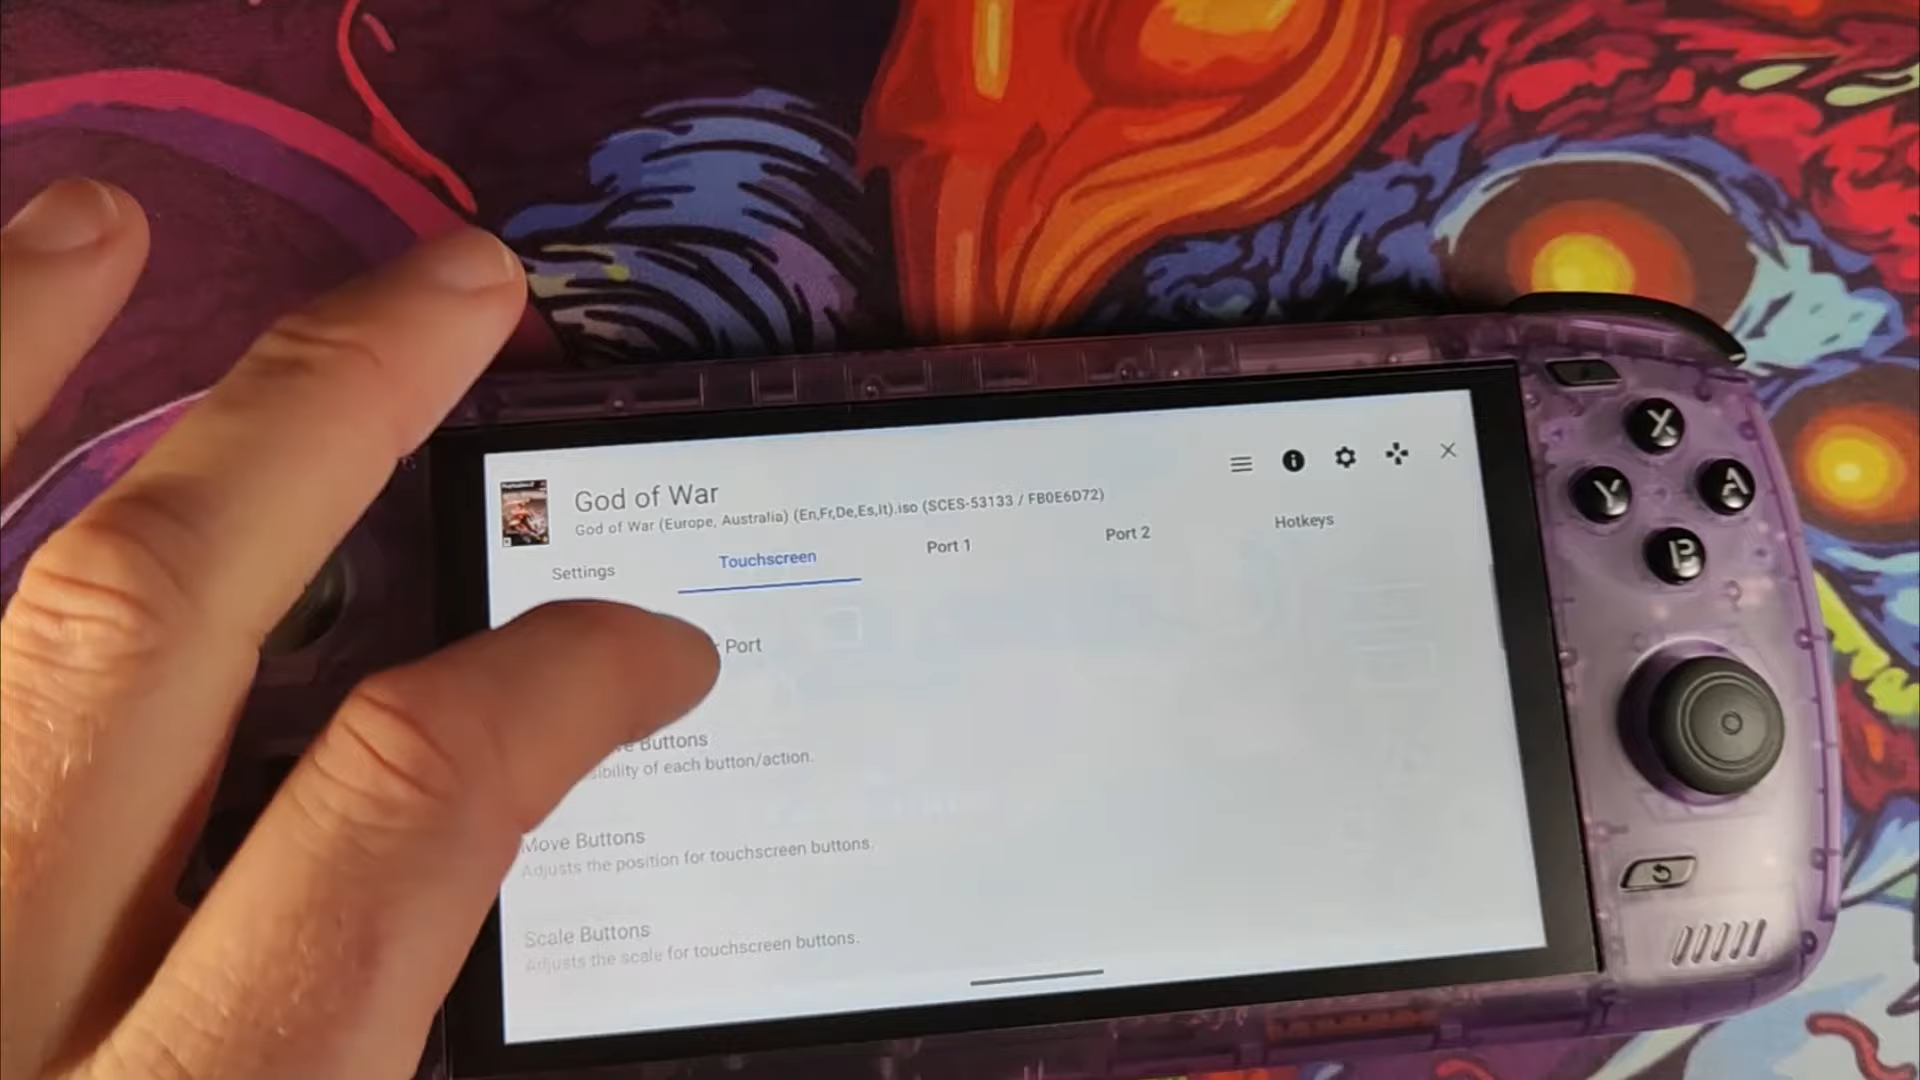 God of War
God of War (Europe, Australia) (En,Fr,De,Es,It).iso (SCES-53133 / FB0E6D72)
Settings
Touchscreen
Port 1
Port 2
Hotkeys
Port
Buttons
of each button/action.
Move Buttons
Adjusts the position for touchscreen buttons.
Scale Buttons
Adjusts the scale for touchscreen buttons.
X
Y
A